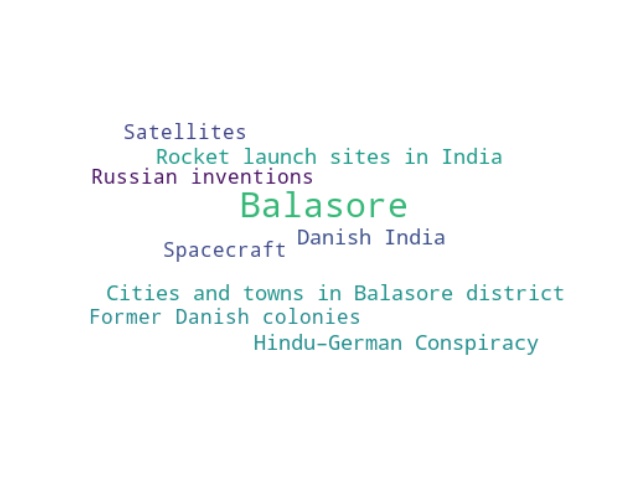 Satellites
Rocket launch sites in India
Russian inventions
Balasore
Danish India
Spacecraft
Cities and towns in Balasore district
Former Danish colonies
Hindu–German Conspiracy